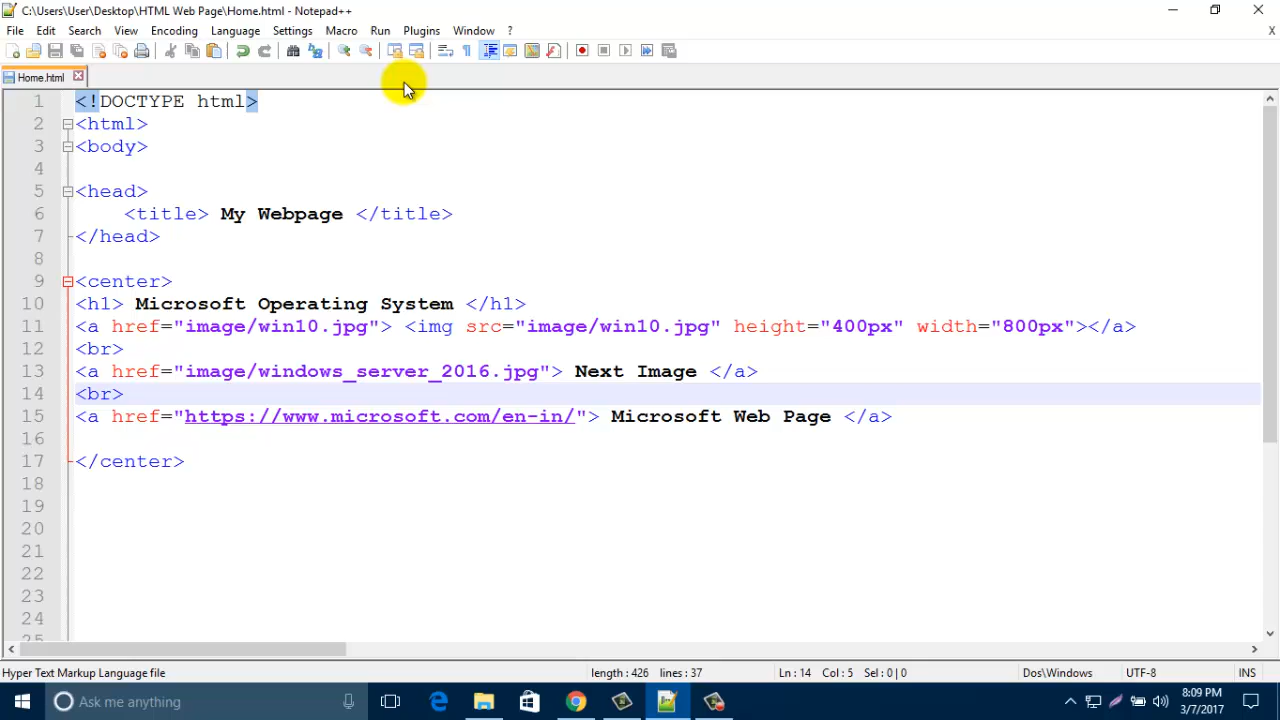 C:\Users\User\Desktop\HTML Web Page\Home.html - Notepad++
File Edit Search View Encoding Language Settings Macro Run Plugins Window ? X
Home.html
1 <!DOCTYPE html>
2 <html>
3 <body>
4
5 <head>
6 <title> My Webpage </title>
7 </head>
8
9 <center>
10 <h1> Microsoft Operating System </h1>
11 <a href="image/win10.jpg"> <img src="image/win10.jpg" height="400px" width="800px"></a>
12 <br>
13 <a href="image/windows_server_2016.jpg"> Next Image </a>
14 <br>
15 <a href="https://www.microsoft.com/en-in/"> Microsoft Web Page </a>
16
17 </center>
18
19
20
21
22
23
24
25
Hyper Text Markup Language file length : 426 lines : 37 Ln : 14 Col : 5 Sel : 0 | 0 Dos\Windows UTF-8 INS
Ask me anything 8:09 PM
3/7/2017